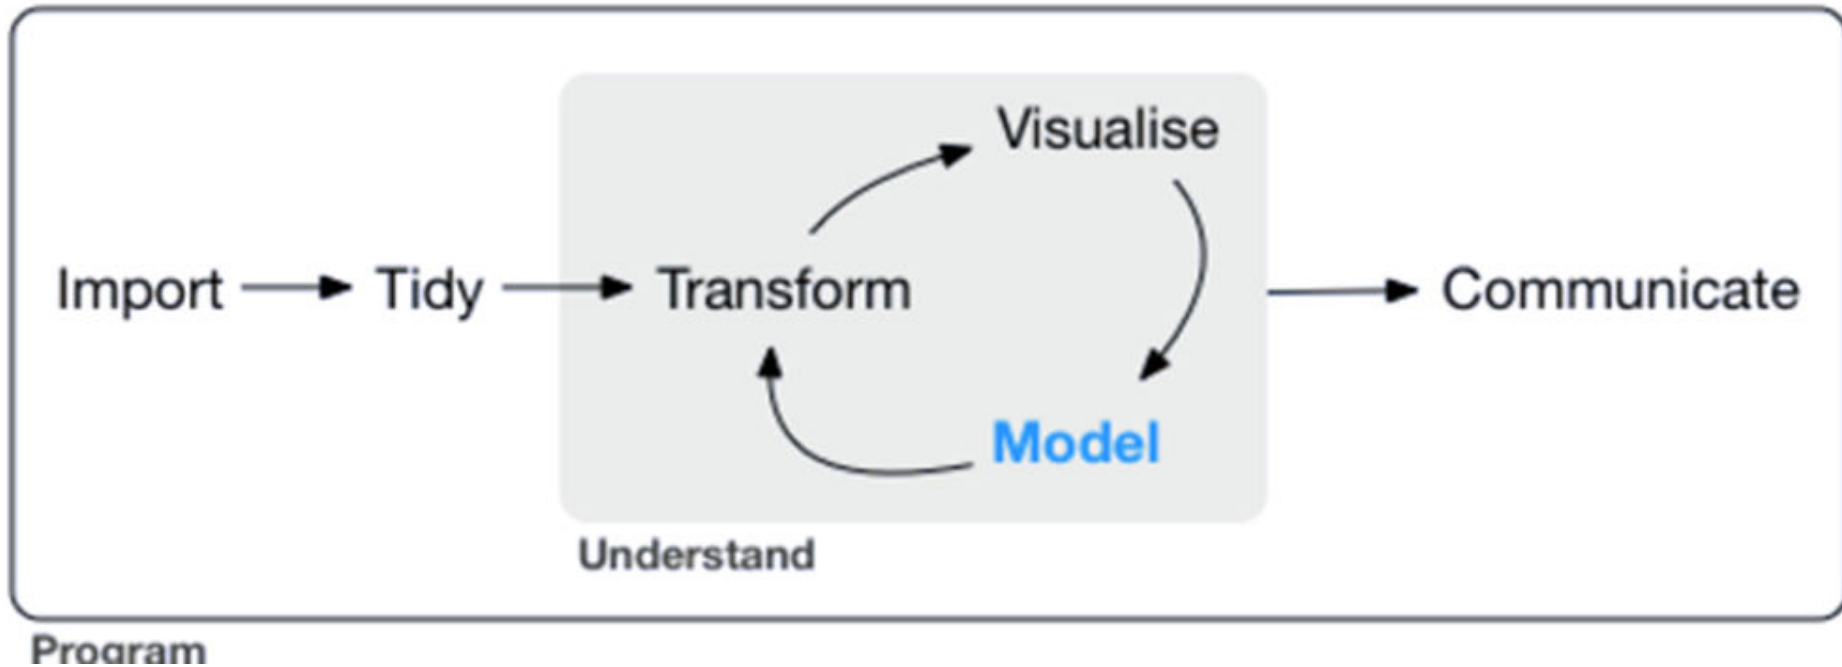 Visualise
Import Tidy Transform Communicate
Model
Understand
Program